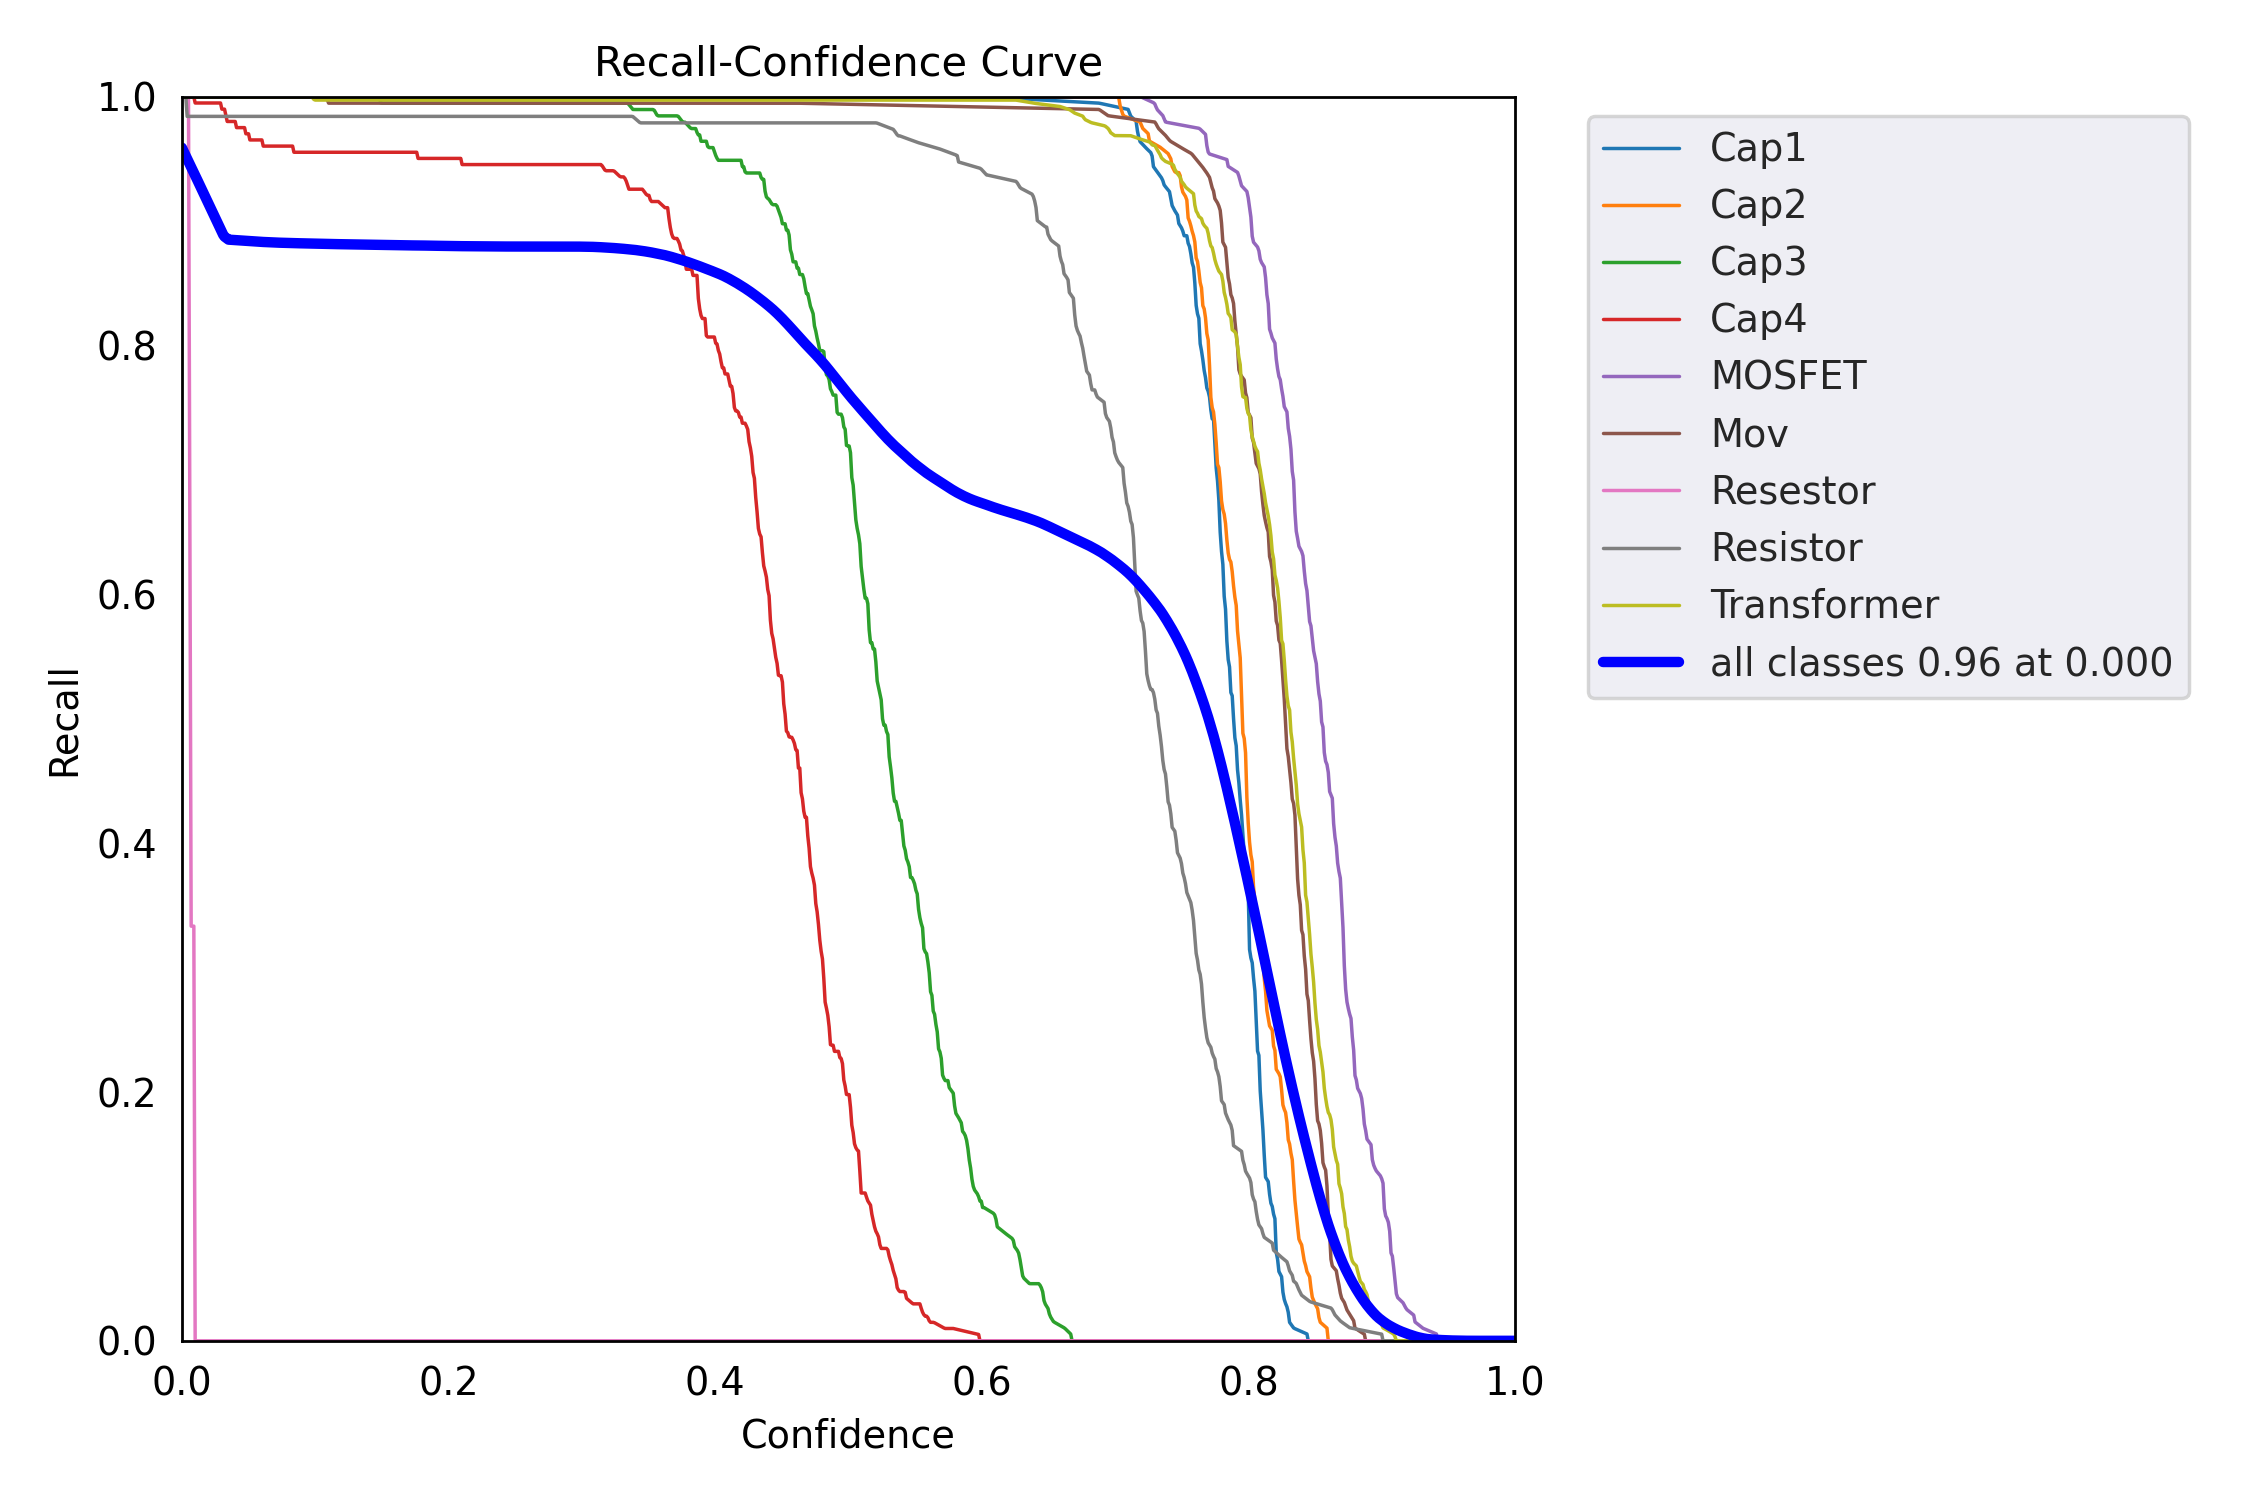 Recall-Confidence Curve
1.0
0.8
0.6
0.4
0.2
0.0
Recall
0.0 0.2 0.4 0.6 0.8 1.0
Confidence
Cap1
Cap2
Cap3
Cap4
MOSFET
Mov
Resestor
Resistor
Transformer
all classes 0.96 at 0.000